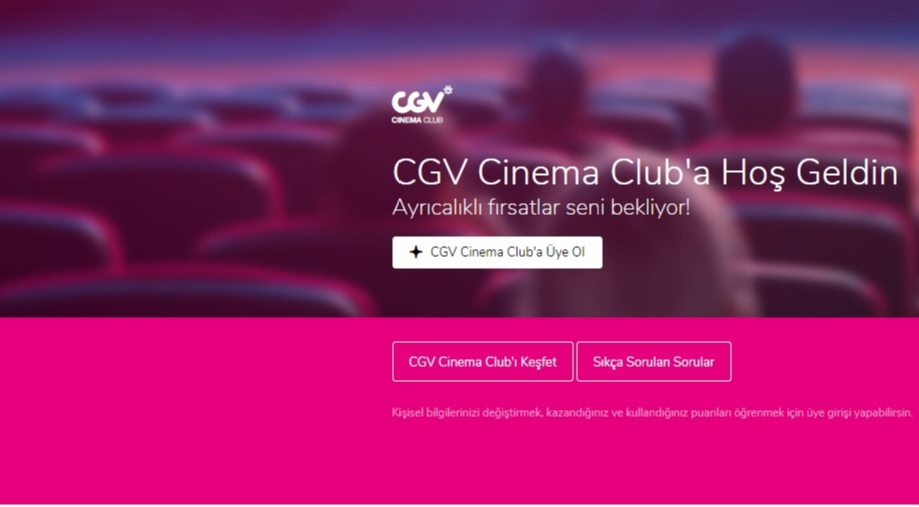 CGV
CINEMA CLUB
CGV Cinema Club'a Hoş Geldin
Ayrıcalıklı fırsatlar seni bekliyor!
CGV Cinema Club'a Üye Ol
CGV Cinema Club'ı Keşfet
Sıkça Sorulan Sorular
Kişisel bilgilerinizi değiştirmek, kazandığınız ve kullandığınız puanları öğrenmek için üye girişi yapabilirsin.